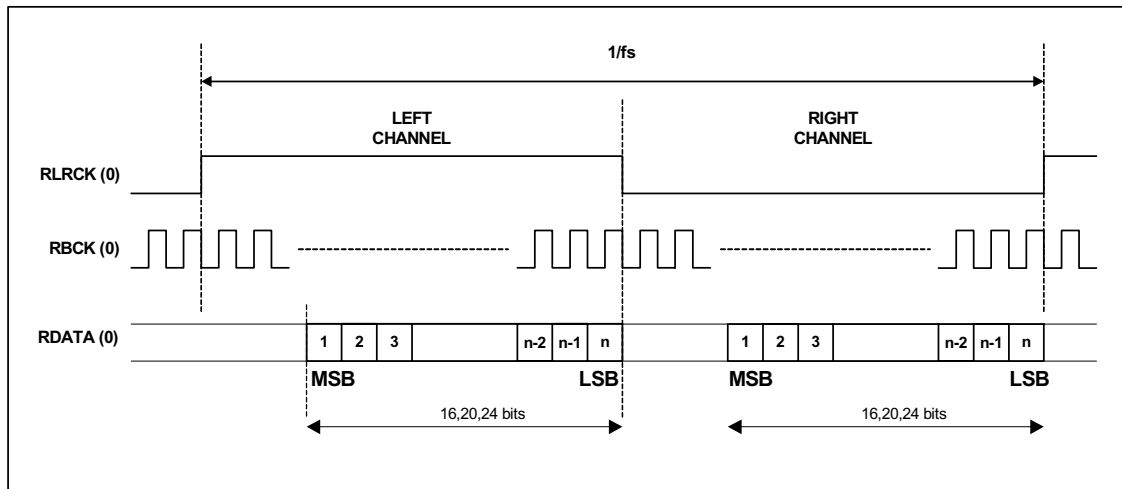 1/fs
LEFT
CHANNEL
RIGHT
CHANNEL
RLRCK (0)
RBCK (0)
RDATA (0)
1 2 3 n-2 n-1 n 1 2 3 n-2 n-1 n
MSB LSB MSB LSB
16,20,24 bits 16,20,24 bits